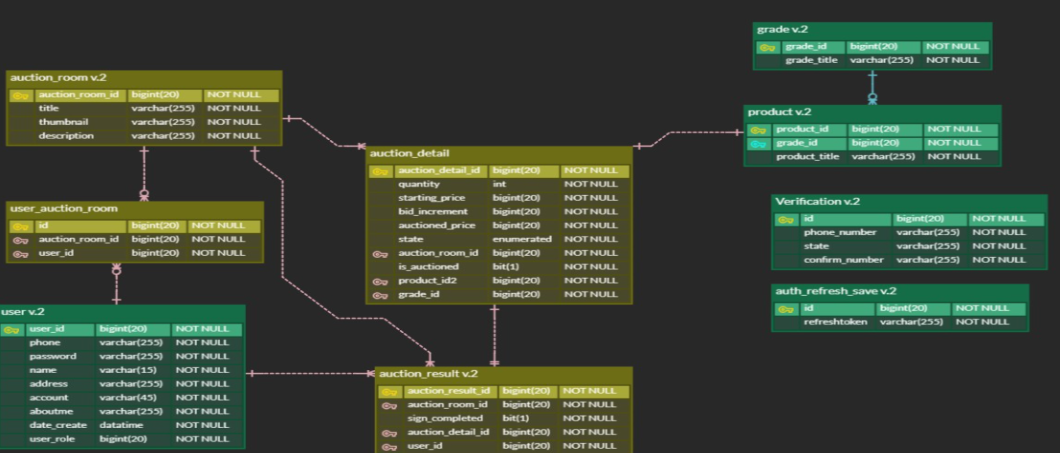 grade v.2
grade_id bigint(20) NOT NULL
grade_title varchar(255) NOT NULL
auction_room v.2
auction_room_id bigint(20) NOT NULL
title varchar(255) NOT NULL
thumbnail varchar(255) NOT NULL
description varchar(255) NOT NULL
product v.2
product_id bigint(20) NOT NULL
grade_id bigint(20) NOT NULL
product_title varchar(255) NOT NULL
auction_detail
auction_detail_id bigint(20) NOT NULL
quantity int NOT NULL
starting_price bigint(20) NOT NULL
bid_increment bigint(20) NOT NULL
auctioned_price bigint(20) NOT NULL
state enumerated NOT NULL
auction_room_id bigint(20) NOT NULL
is_auctioned bit(1) NOT NULL
product_id2 bigint(20) NOT NULL
grade_id bigint(20) NOT NULL
user_auction_room
id bigint(20) NOT NULL
auction_room_id bigint(20) NOT NULL
user_id bigint(20) NOT NULL
Verification v.2
id bigint(20) NOT NULL
phone_number varchar(255) NOT NULL
state varchar(255) NOT NULL
confirm_number varchar(255) NOT NULL
auth_refresh_save v.2
id bigint(20) NOT NULL
refreshtoken varchar(255) NOT NULL
user v.2
user_id bigint(20) NOT NULL
phone varchar(255) NOT NULL
password varchar(255) NOT NULL
name varchar(15) NOT NULL
address varchar(255) NOT NULL
account varchar(45) NOT NULL
aboutme varchar(255) NOT NULL
date_create datatime NOT NULL
user_role bigint(20) NOT NULL
auction_result v.2
auction_result_id bigint(20) NOT NULL
auction_room_id bigint(20) NOT NULL
sign_completed bit(1) NOT NULL
auction_detail_id bigint(20) NOT NULL
user_id bigint(20) NOT NULL